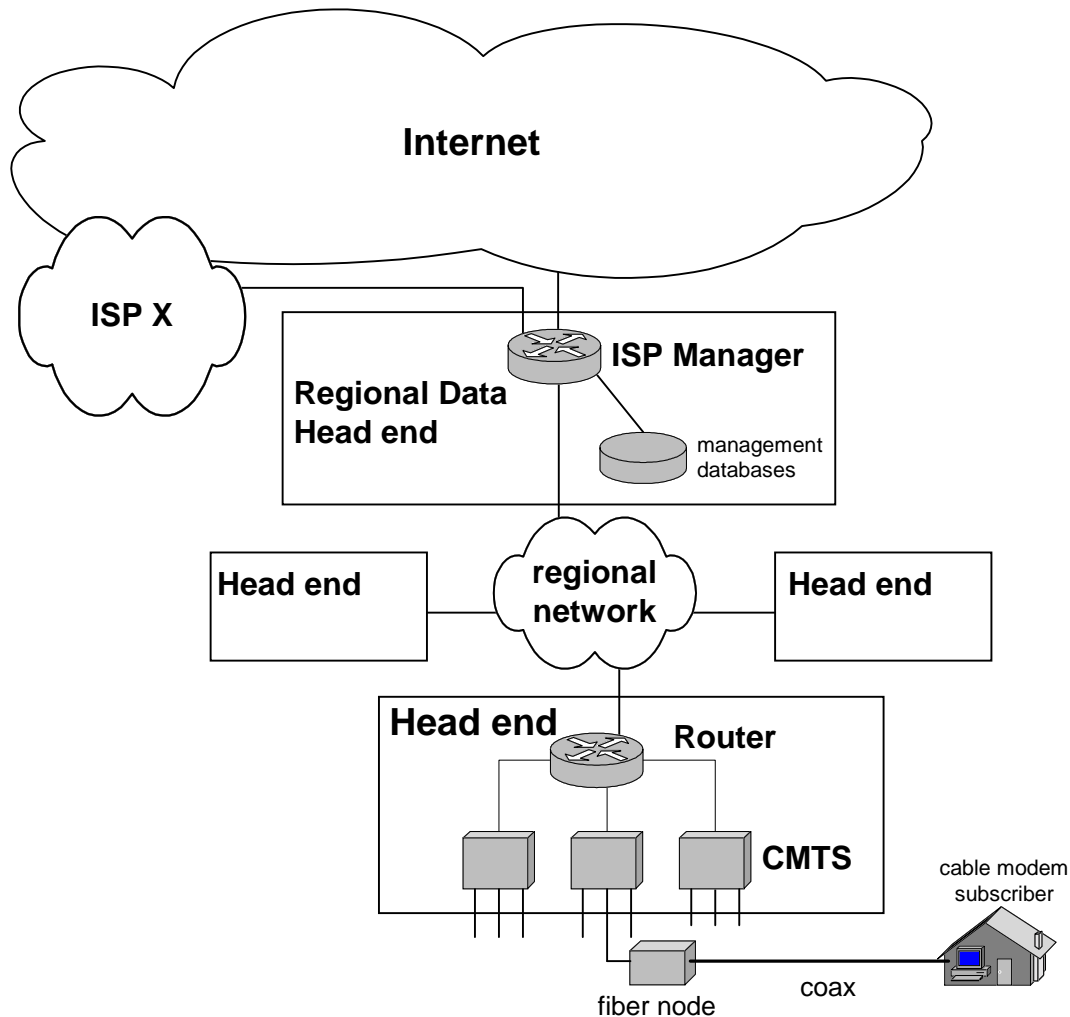 Internet
ISP X
ISP Manager
Regional Data
Head end
management
databases
Head end
regional
network
Head end
Head end
Router
CMTS
cable modem
subscriber
coax
fiber node